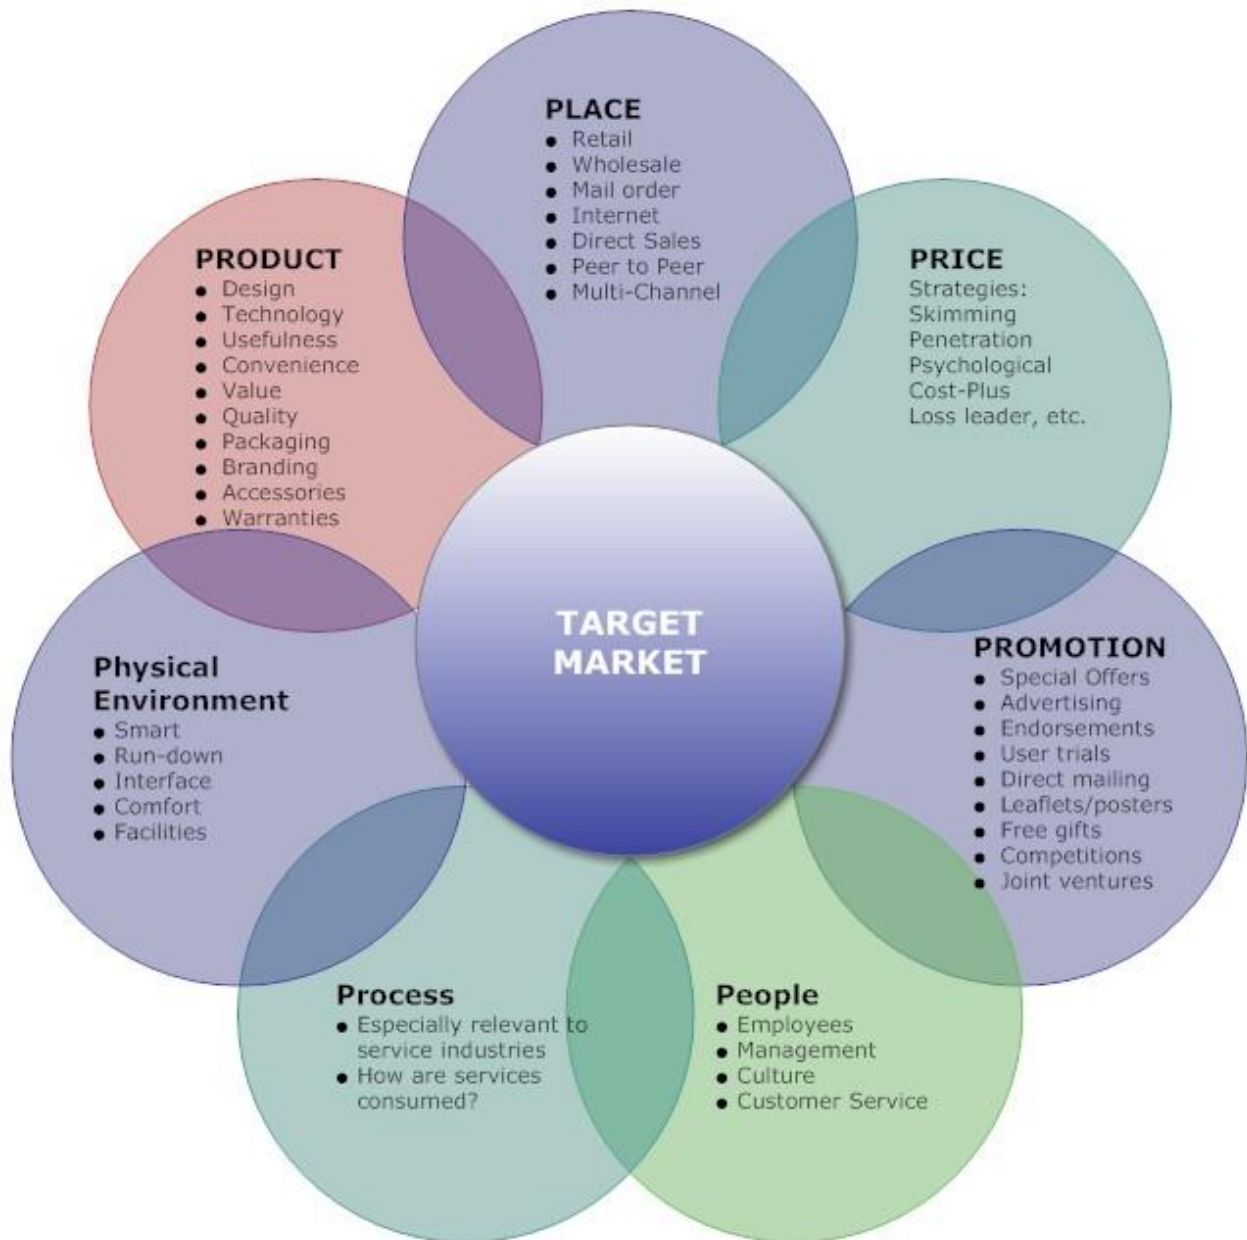 PLACE
● Retail
● Wholesale
● Mail order
● Internet
● Direct Sales
● Peer to Peer
● Multi-Channel
PRODUCT
● Design
● Technology
● Usefulness
● Convenience
● Value
● Quality
● Packaging
● Branding
● Accessories
● Warranties
PRICE
Strategies:
Skimming
Penetration
Psychological
Cost-Plus
Loss leader, etc.
TARGET
MARKET
Physical
Environment
● Smart
● Run-down
● Interface
● Comfort
● Facilities
PROMOTION
● Special Offers
● Advertising
● Endorsements
● User trials
● Direct mailing
● Leaflets/posters
● Free gifts
● Competitions
● Joint ventures
Process
● Especially relevant to
service industries
● How are services
consumed?
People
● Employees
● Management
● Culture
● Customer Service